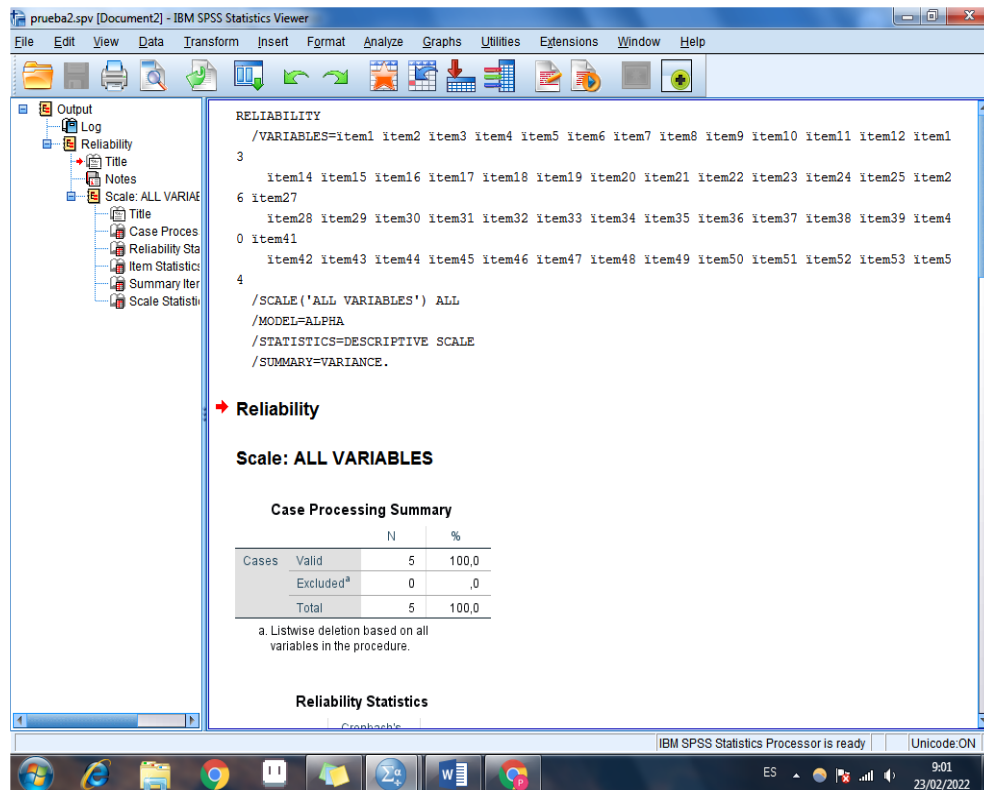 prueba2.spv [Document2] - IBM SPSS Statistics Viewer
File Edit View Data Transform Insert Format Analyze Graphs Utilities Extensions Window Help
Output
Log
Reliability
Title
Notes
Scale: ALL VARIAE
Title
Case Proces
Reliability Sta
Item Statistics
Summary Iter
Scale Statisti
RELIABILITY
/VARIABLES=ítem1 ítem2 ítem3 ítem4 ítem5 ítem6 ítem7 ítem8 ítem9 ítem10 ítem11 ítem12 ítem1
3
ítem14 ítem15 ítem16 ítem17 ítem18 ítem19 ítem20 ítem21 ítem22 ítem23 ítem24 ítem25 ítem2
6 ítem27
ítem28 ítem29 ítem30 ítem31 ítem32 ítem33 ítem34 ítem35 ítem36 ítem37 ítem38 ítem39 ítem4
0 ítem41
ítem42 ítem43 ítem44 ítem45 ítem46 ítem47 ítem48 ítem49 ítem50 ítem51 ítem52 ítem53 ítem5
4
/SCALE('ALL VARIABLES') ALL
/MODEL=ALPHA
/STATISTICS=DESCRIPTIVE SCALE
/SUMMARY=VARIANCE.
Reliability
Scale: ALL VARIABLES
Case Processing Summary
N %
Cases Valid 5 100,0
Excluded^a 0 ,0
Total 5 100,0
a. Listwise deletion based on all
variables in the procedure.
Reliability Statistics
Cronbach's
IBM SPSS Statistics Processor is ready Unicode:ON
ES 9:01
23/02/2022